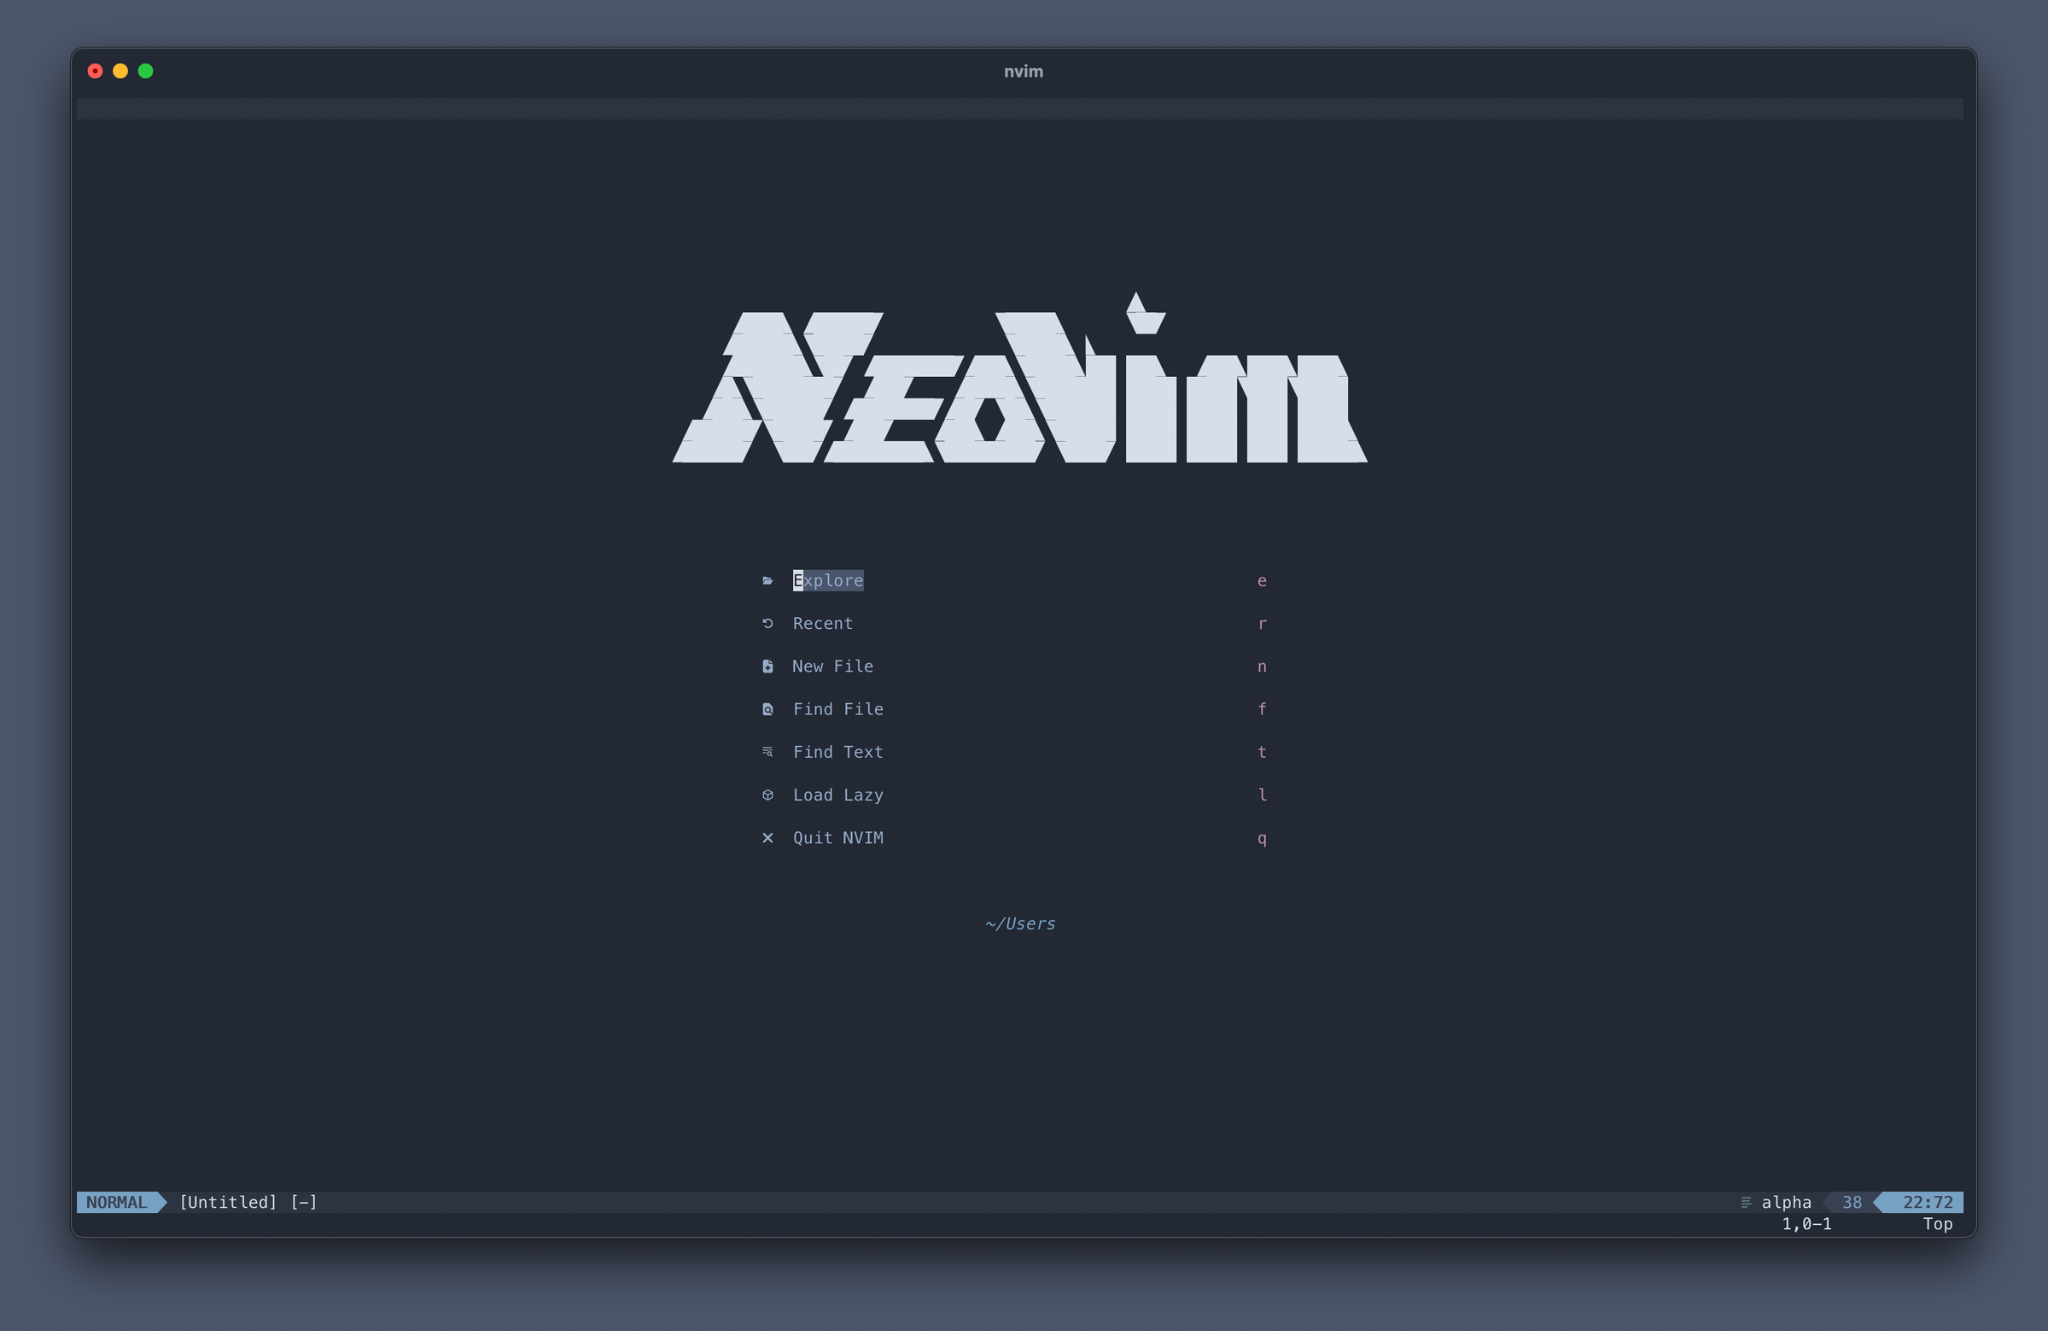 nvim
NEOVIM
Explore e
Recent r
New File n
Find File f
Find Text t
Load Lazy l
Quit NVIM q
~/Users
NORMAL [Untitled] [-] alpha 38 22:72
1,0-1 Top